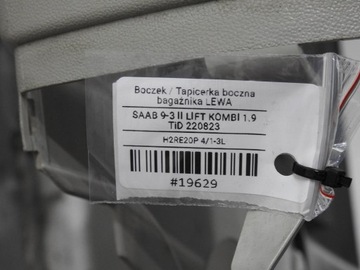 Boczek / Tapicerka boczna
bagażnika LEWA
SAAB 9-3 II LIFT KOMBI 1.9
TiD 220823
H2RE20P 4/1-3L
#19629